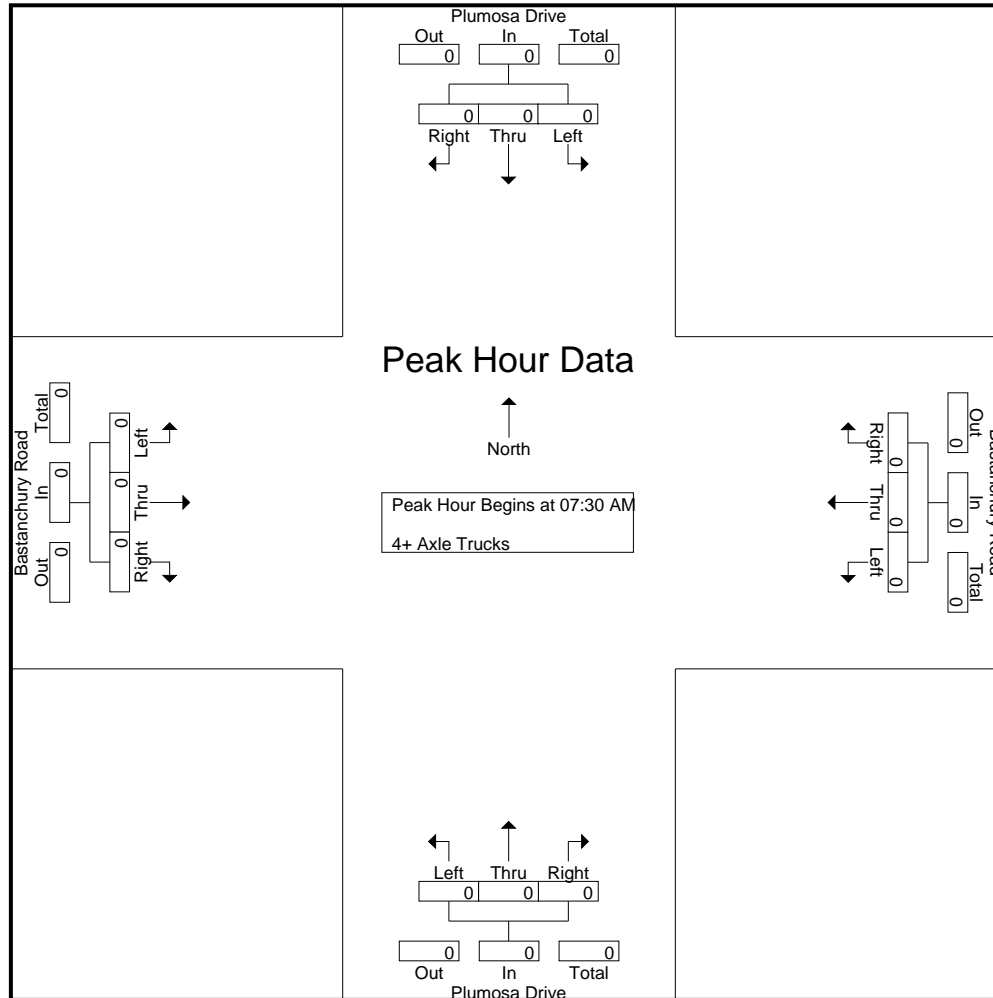 Plumosa Drive
Out In Total
0 0 0
0 0 0
Right Thru Left
Peak Hour Data
North
Peak Hour Begins at 07:30 AM
4+ Axle Trucks
Bastanchury Road
Total In Out
0 0 0
0 0 0
Left Thru Right
Right Thru Left
0 0 0
0 0 0
Out In Total
Road
Left Thru Right
0 0 0
0 0 0
Out In Total
Plumosa Drive